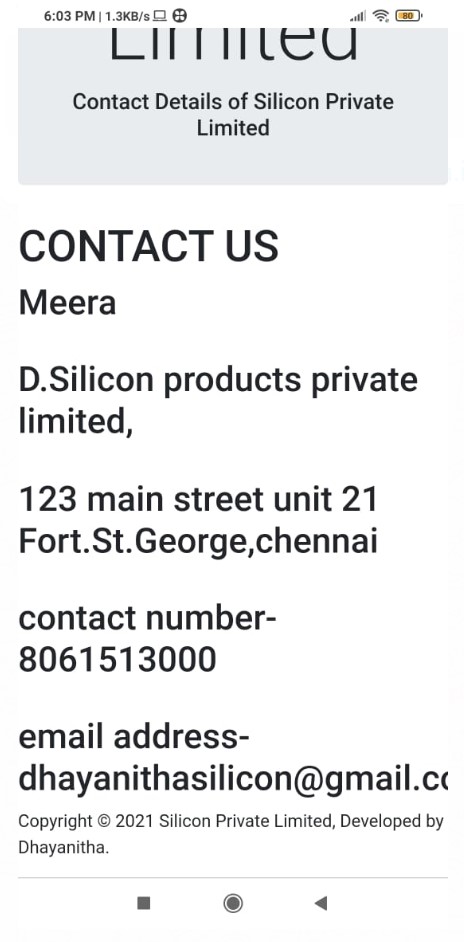 6:03 PM | 1.3KB/s
80
Limited
Contact Details of Silicon Private
Limited
CONTACT US
Meera
D.Silicon products private
limited,
123 main street unit 21
Fort.St.George,chennai
contact number-
8061513000
email address-
dhayanithasilicon@gmail.co
Copyright © 2021 Silicon Private Limited, Developed by
Dhayanitha.